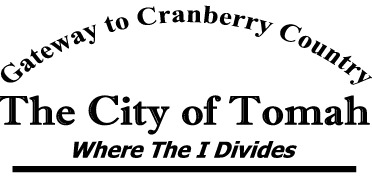 Gateway to Cranberry Country
The City of Tomah
Where The I Divides